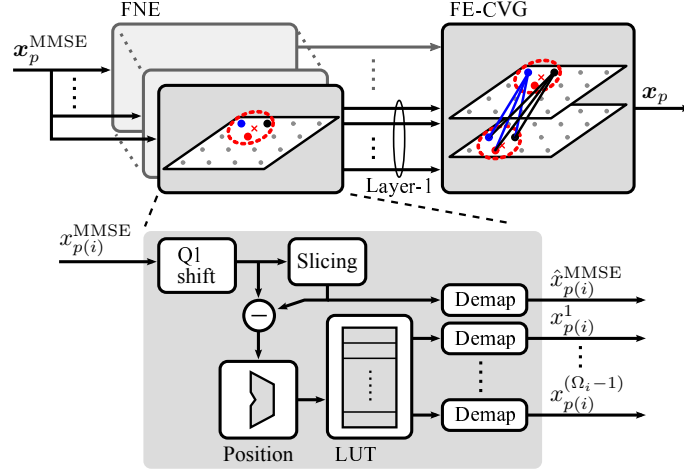 FNE
FE-CVG
x_p^MMSE
x_p
Layer-1
x_{p(i)}^MMSE
Q1
shift
Slicing
x̂_{p(i)}^MMSE
Demap
−
x_{p(i)}^1
Demap
x_{p(i)}^{(Ω_i−1)}
Demap
Position
LUT